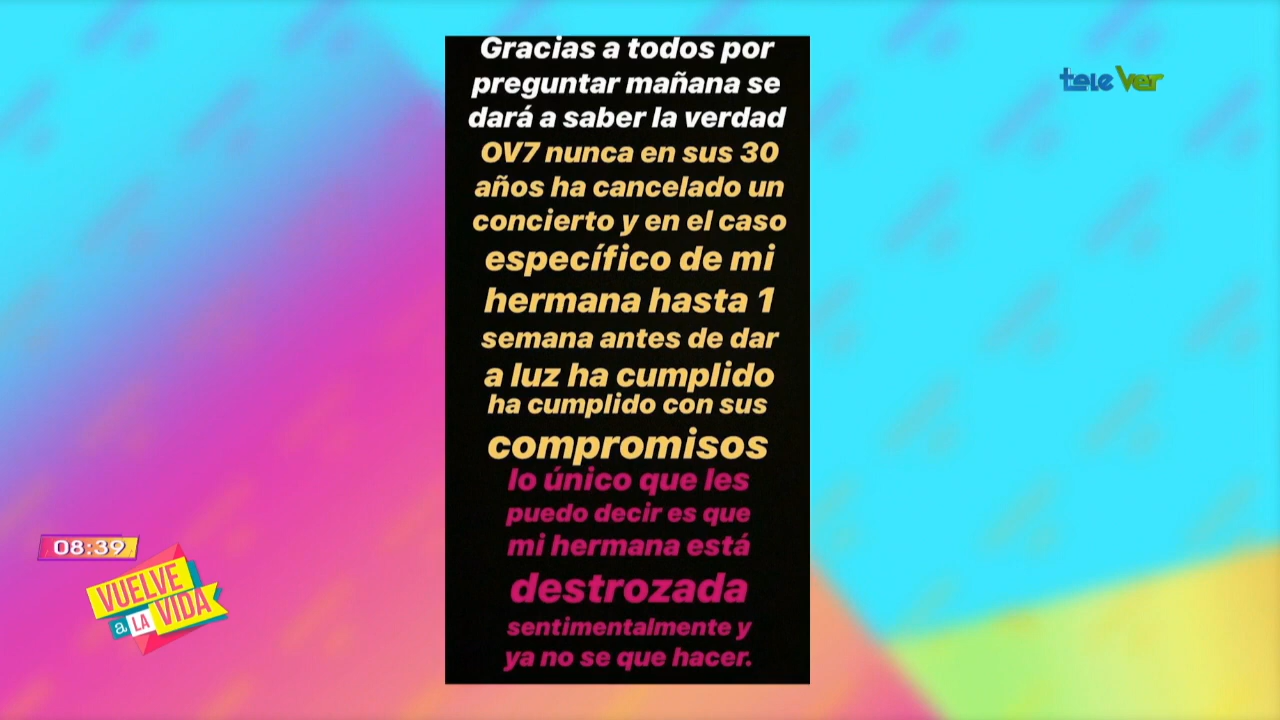 Gracias a todos por
preguntar mañana se
dará a saber la verdad
OV7 nunca en sus 30
años ha cancelado un
concierto y en el caso
específico de mi
hermana hasta 1
semana antes de dar
a luz ha cumplido
ha cumplido con sus
compromisos
lo único que les
puedo decir es que
mi hermana está
destrozada
sentimentalmente y
ya no se que hacer.
tele ver
08:39
VUELVE
a LA VIDA